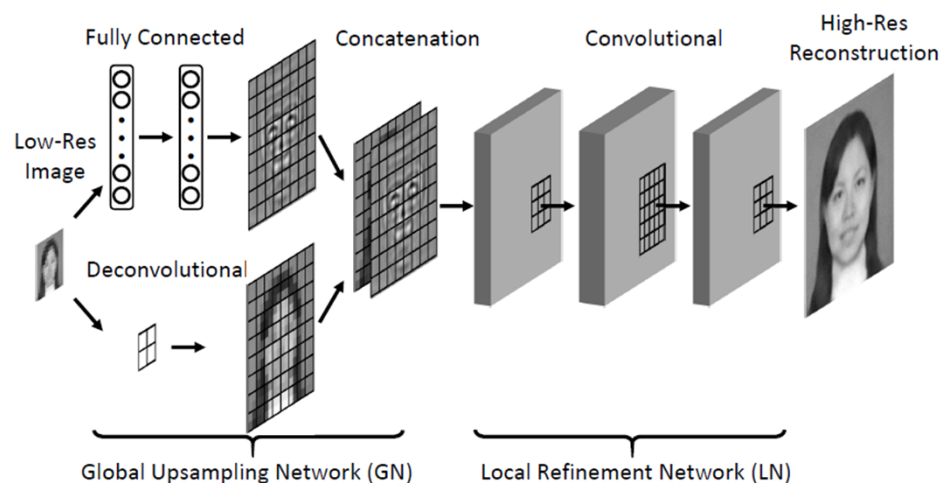 Fully Connected
Concatenation
Convolutional
High-Res
Reconstruction
Low-Res
Image
Deconvolutional
Global Upsampling Network (GN)
Local Refinement Network (LN)